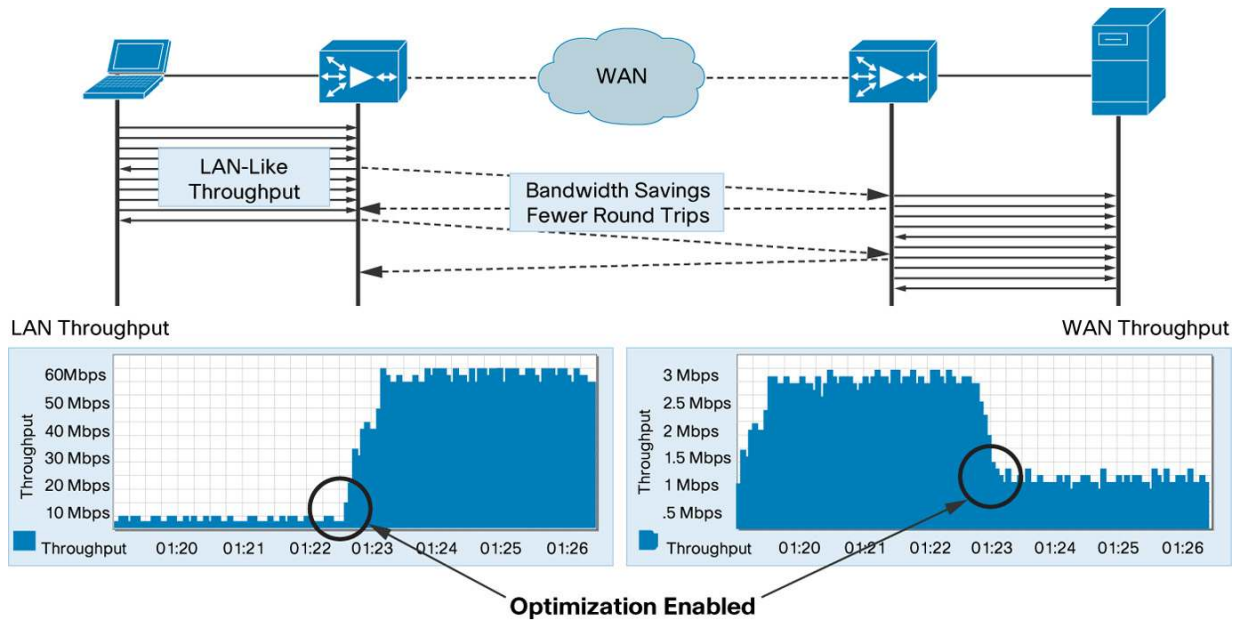 WAN
LAN-Like
Throughput
Bandwidth Savings
Fewer Round Trips
LAN Throughput
WAN Throughput
Throughput
60Mbps
50 Mbps
40 Mbps
30 Mbps
20 Mbps
10 Mbps
Throughput
01:20 01:21 01:22 01:23 01:24 01:25 01:26
Throughput
3 Mbps
2.5 Mbps
2 Mbps
1.5 Mbps
1 Mbps
.5 Mbps
Throughput
01:20 01:21 01:22 01:23 01:24 01:25 01:26
Optimization Enabled